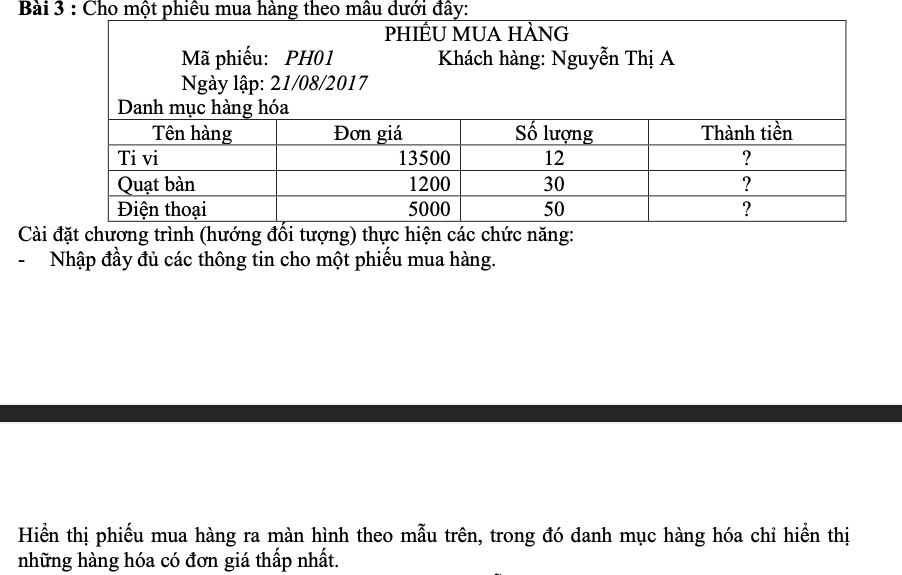 Bài 3 : Cho một phiếu mua hàng theo mẫu dưới đây:
PHIẾU MUA HÀNG
Mã phiếu: PH01 Khách hàng: Nguyễn Thị A
Ngày lập: 21/08/2017
Danh mục hàng hóa
Tên hàng Đơn giá Số lượng Thành tiền
Ti vi 13500 12 ?
Quạt bàn 1200 30 ?
Điện thoại 5000 50 ?
Cài đặt chương trình (hướng đối tượng) thực hiện các chức năng:
- Nhập đầy đủ các thông tin cho một phiếu mua hàng.
Hiển thị phiếu mua hàng ra màn hình theo mẫu trên, trong đó danh mục hàng hóa chỉ hiển thị
những hàng hóa có đơn giá thấp nhất.